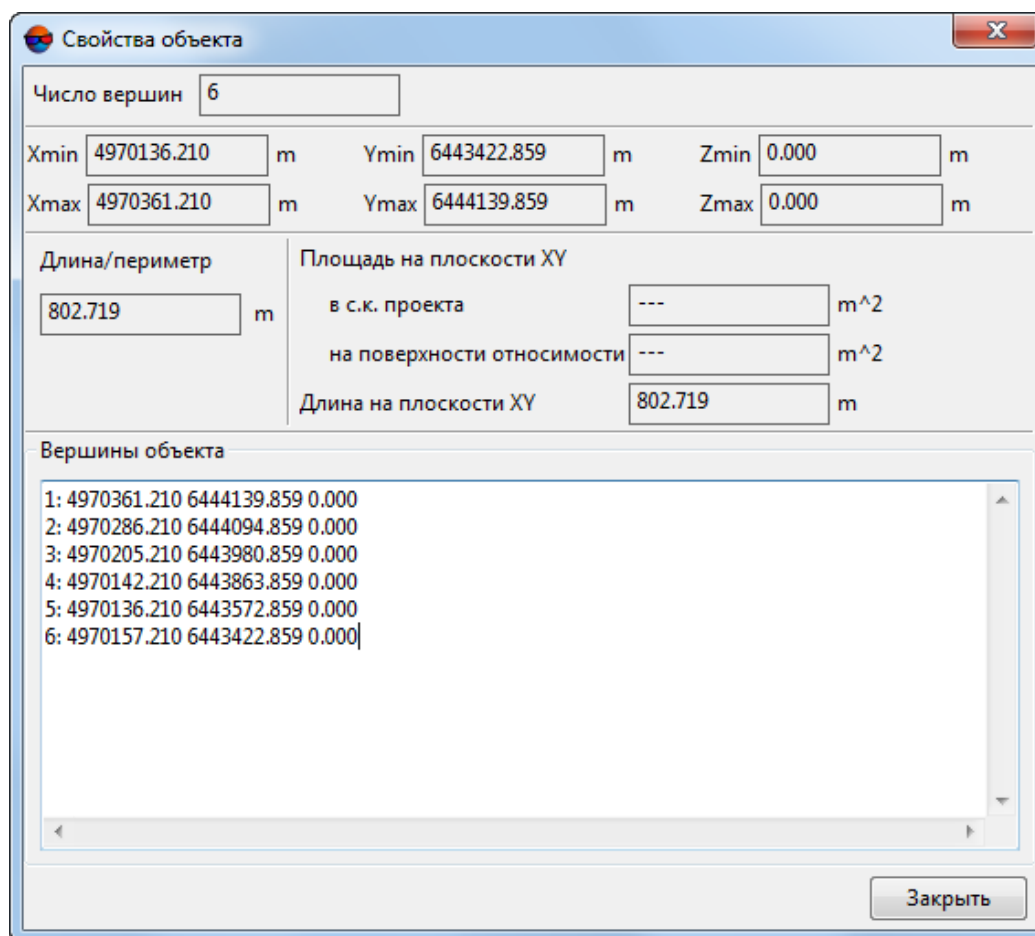 Свойства объекта
Число вершин 6
Xmin 4970136.210 m Ymin 6443422.859 m Zmin 0.000 m
Xmax 4970361.210 m Ymax 6444139.859 m Zmax 0.000 m
Длина/периметр
802.719 m
Площадь на плоскости XY
в с.к. проекта --- m^2
на поверхности относимости --- m^2
Длина на плоскости XY 802.719 m
Вершины объекта
1: 4970361.210 6444139.859 0.000
2: 4970286.210 6444094.859 0.000
3: 4970205.210 6443980.859 0.000
4: 4970142.210 6443863.859 0.000
5: 4970136.210 6443572.859 0.000
6: 4970157.210 6443422.859 0.000
Закрыть